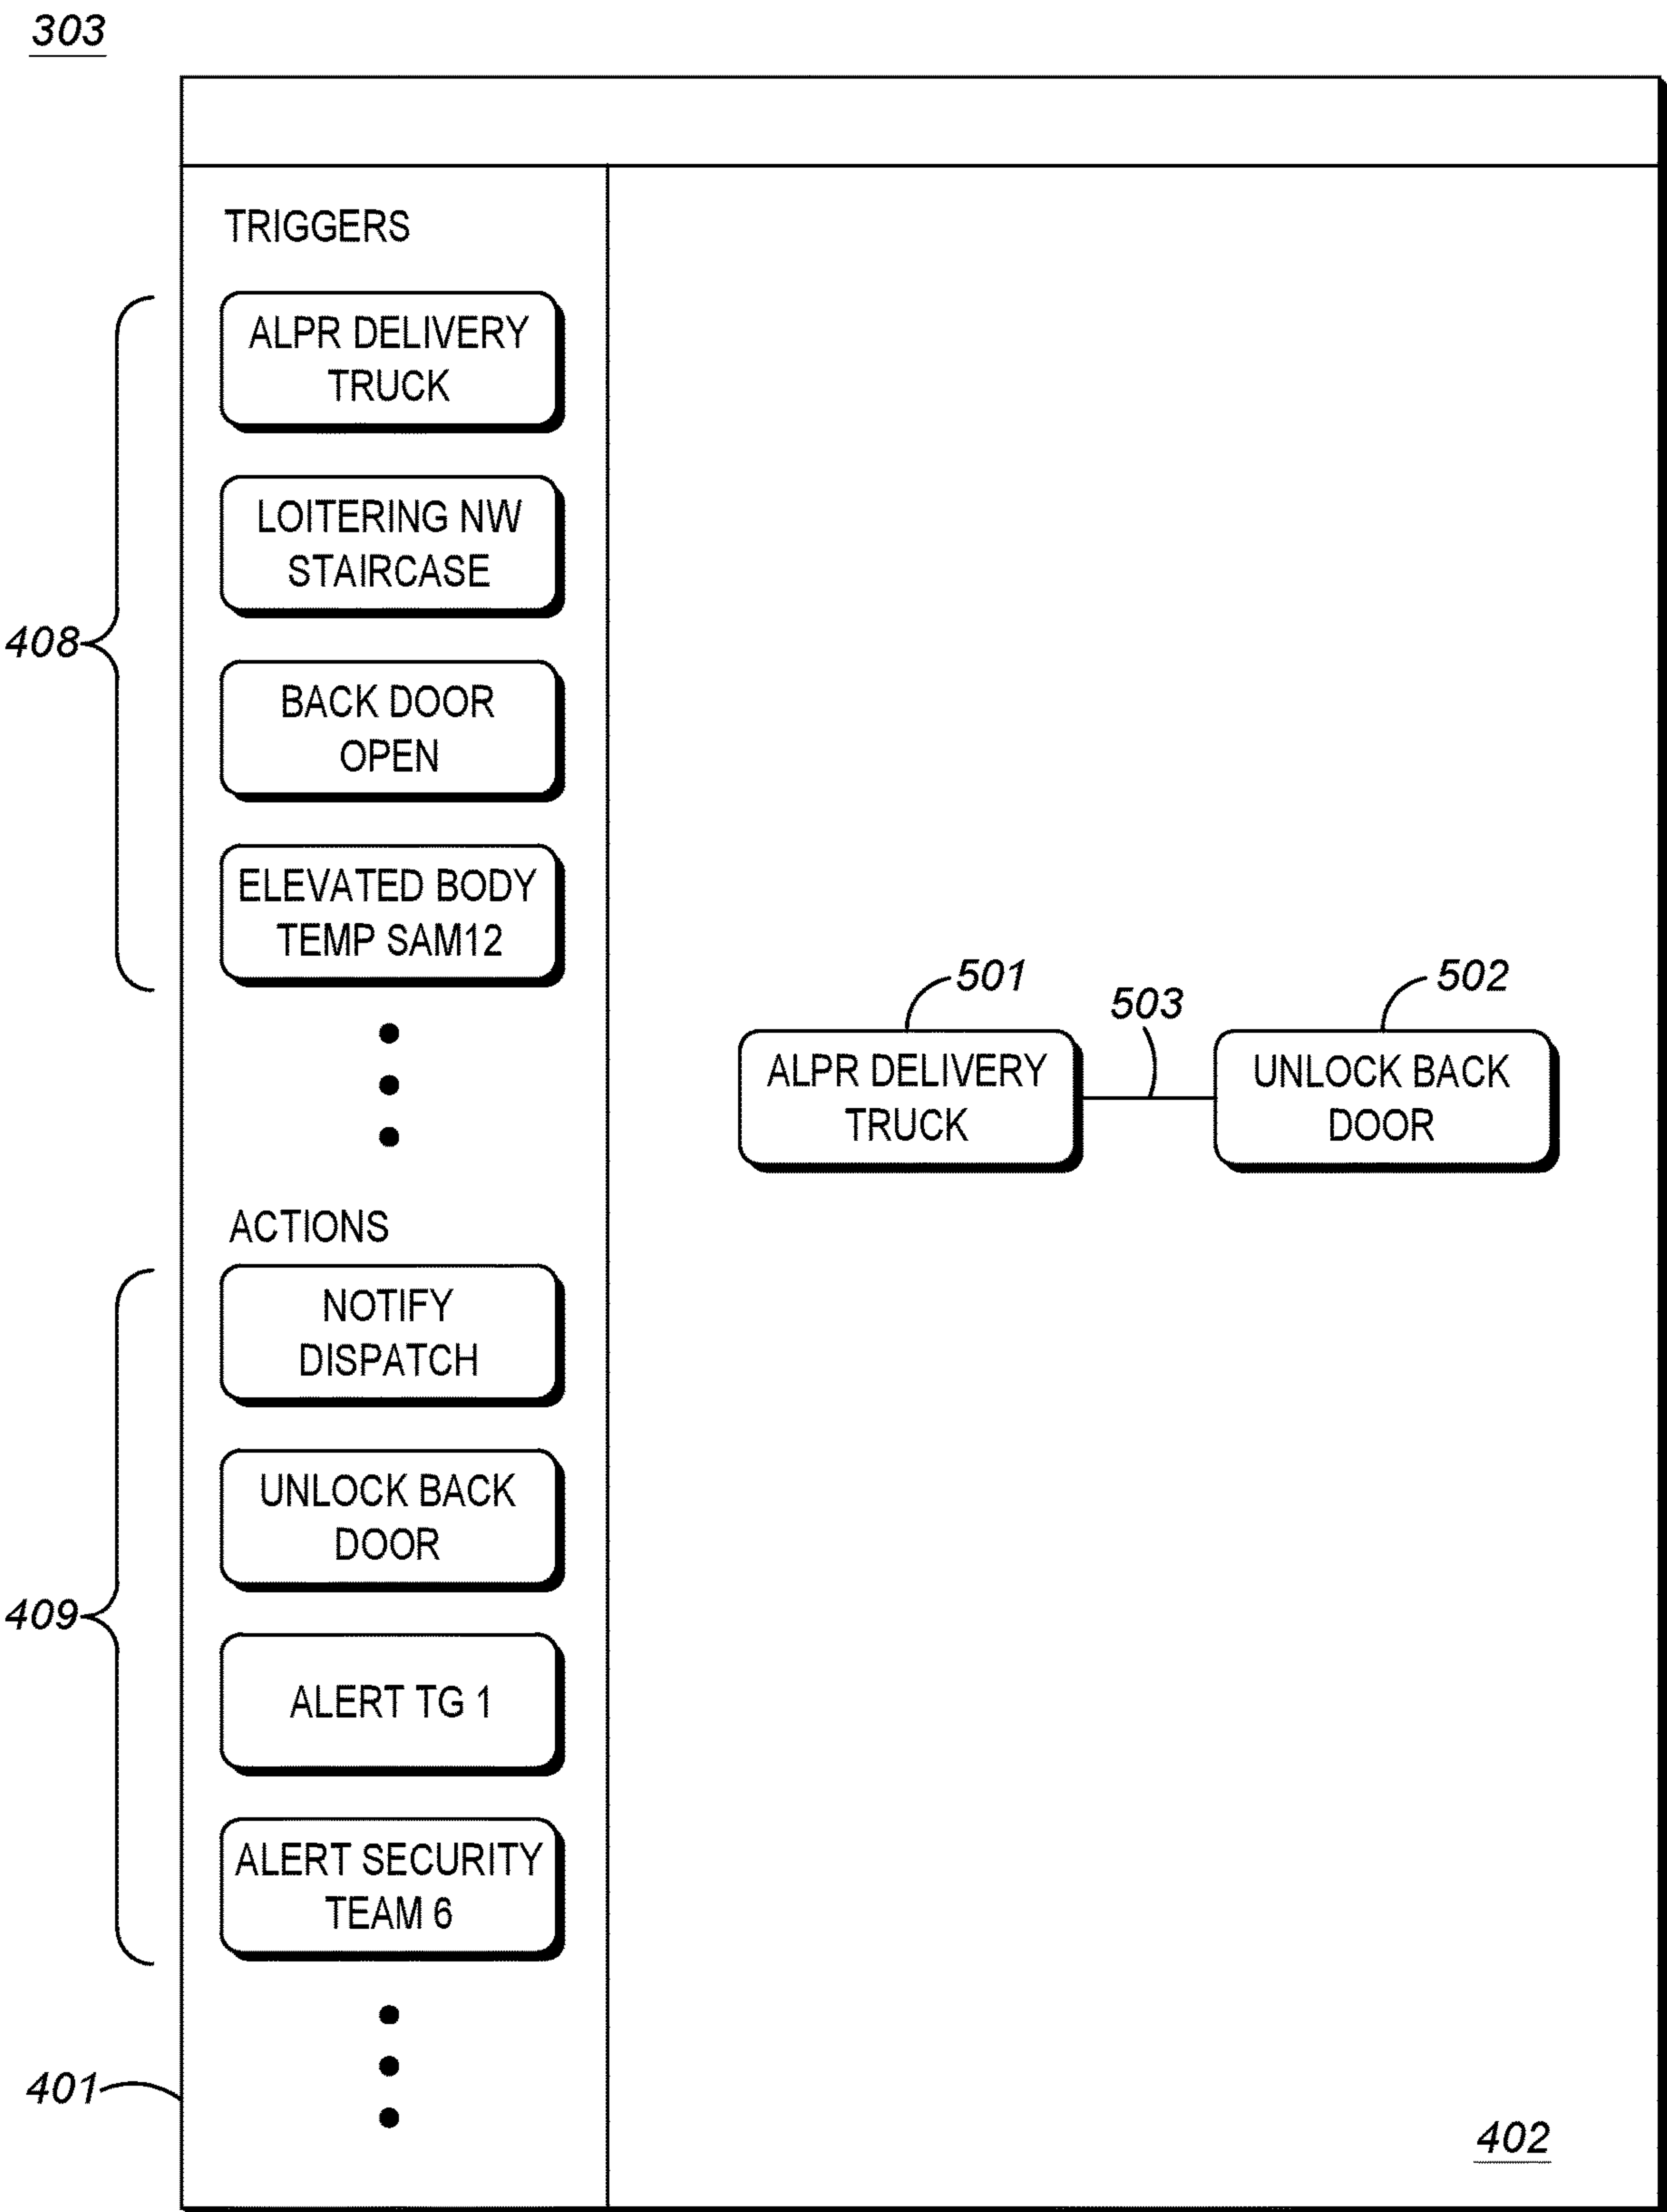 303
TRIGGERS
ALPR DELIVERY
TRUCK
LOITERING NW
STAIRCASE
408
BACK DOOR
OPEN
ELEVATED BODY
TEMP SAM12
501
503
502
ALPR DELIVERY
TRUCK
UNLOCK BACK
DOOR
ACTIONS
NOTIFY
DISPATCH
UNLOCK BACK
DOOR
409
ALERT TG 1
ALERT SECURITY
TEAM 6
401
402